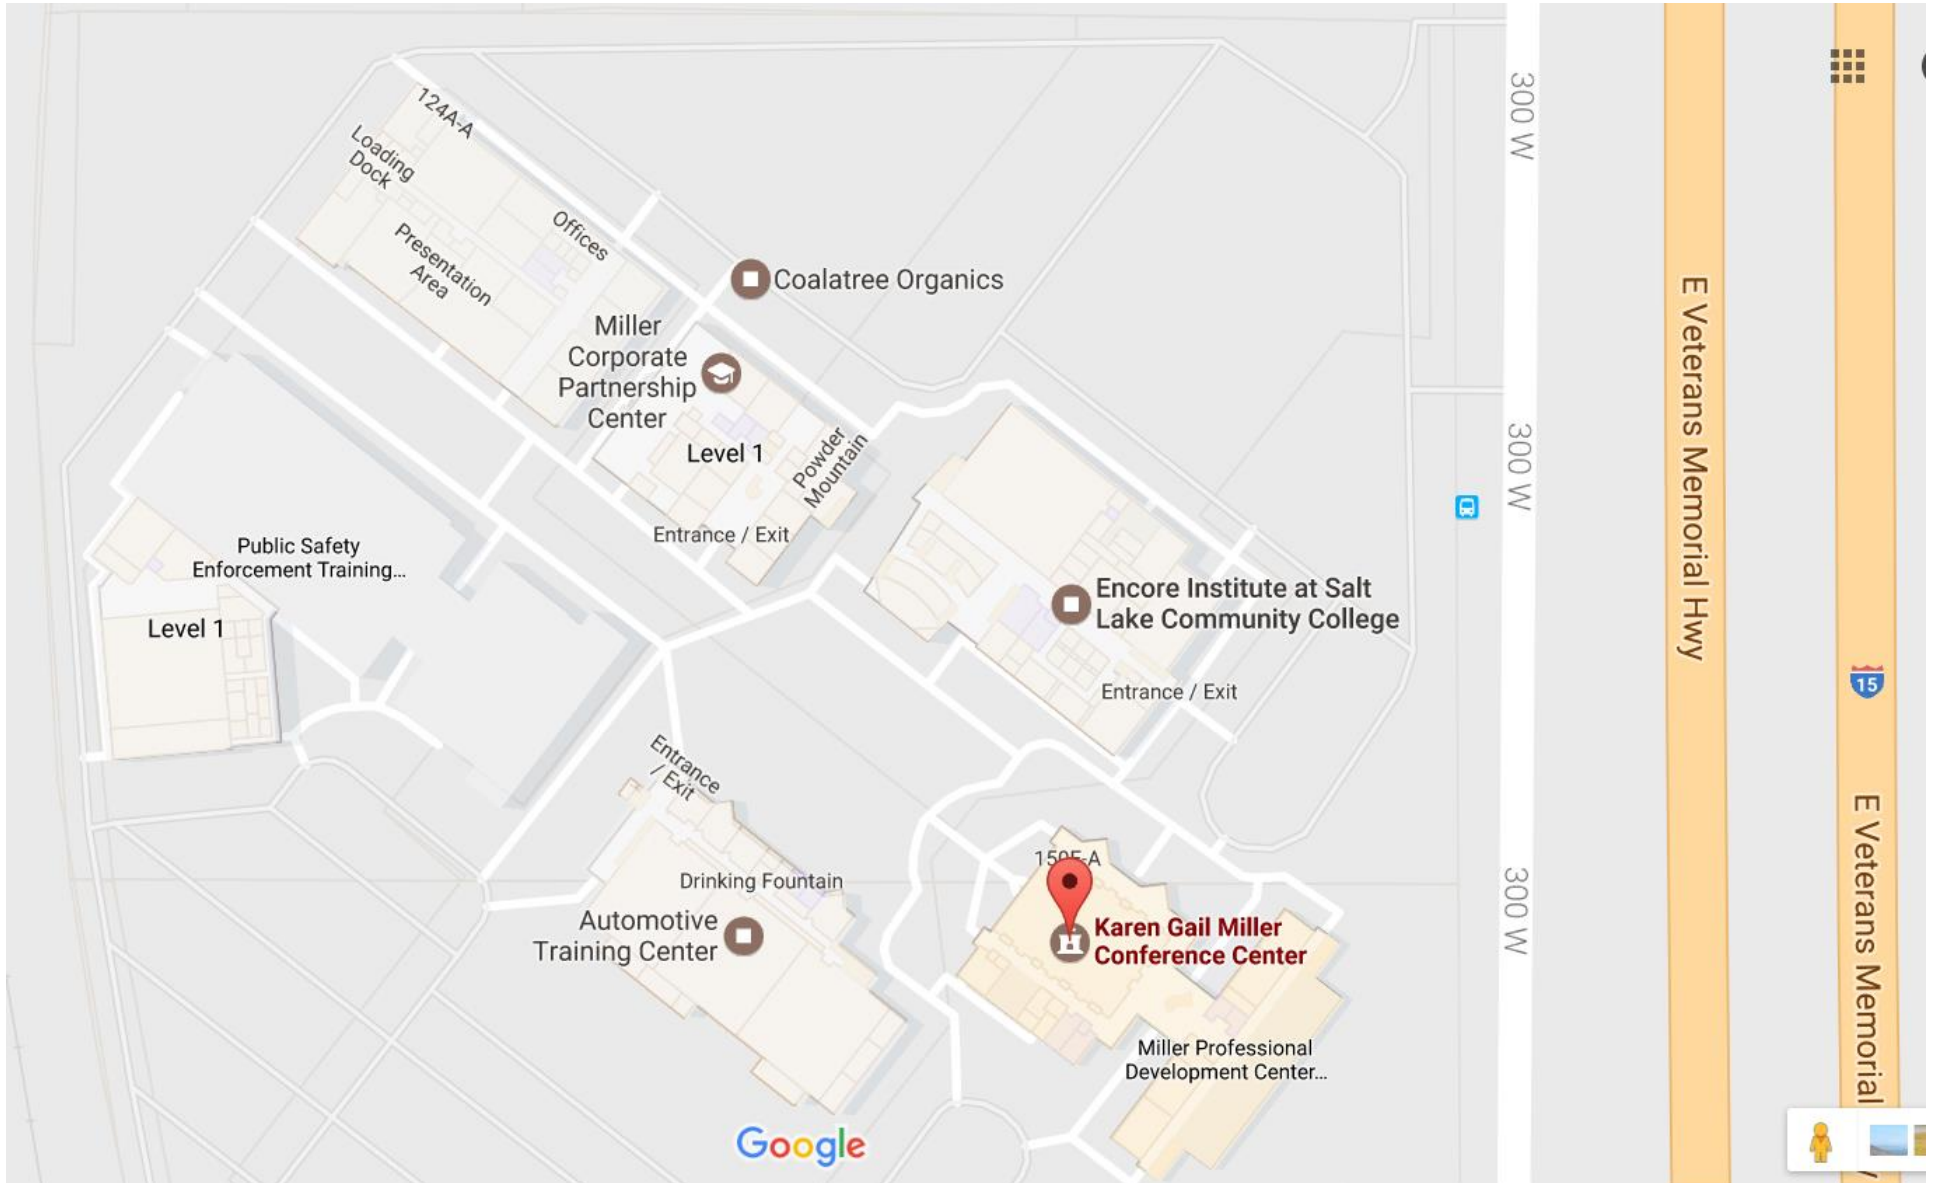 124A-A
Loading
Dock
Offices
Presentation
Area
Coalatree Organics
Miller
Corporate
Partnership
Center
Level 1
Powder
Mountain
Entrance / Exit
Public Safety
Enforcement Training...
Level 1
Encore Institute at Salt
Lake Community College
Entrance / Exit
Entrance
/ Exit
Drinking Fountain
Automotive
Training Center
Karen Gail Miller
Conference Center
Miller Professional
Development Center...
Google
300 W
300 W
300 W
E Veterans Memorial Hwy
15
E Veterans Memorial